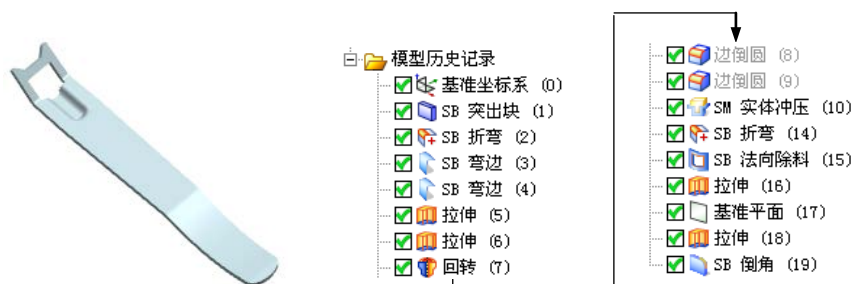 模型历史记录
基准坐标系 (0)
SB 突出块 (1)
SB 折弯 (2)
SB 弯边 (3)
SB 弯边 (4)
拉伸 (5)
拉伸 (6)
回转 (7)
边倒圆 (8)
边倒圆 (9)
SM 实体冲压 (10)
SB 折弯 (14)
SB 法向除料 (15)
拉伸 (16)
基准平面 (17)
拉伸 (18)
SB 倒角 (19)